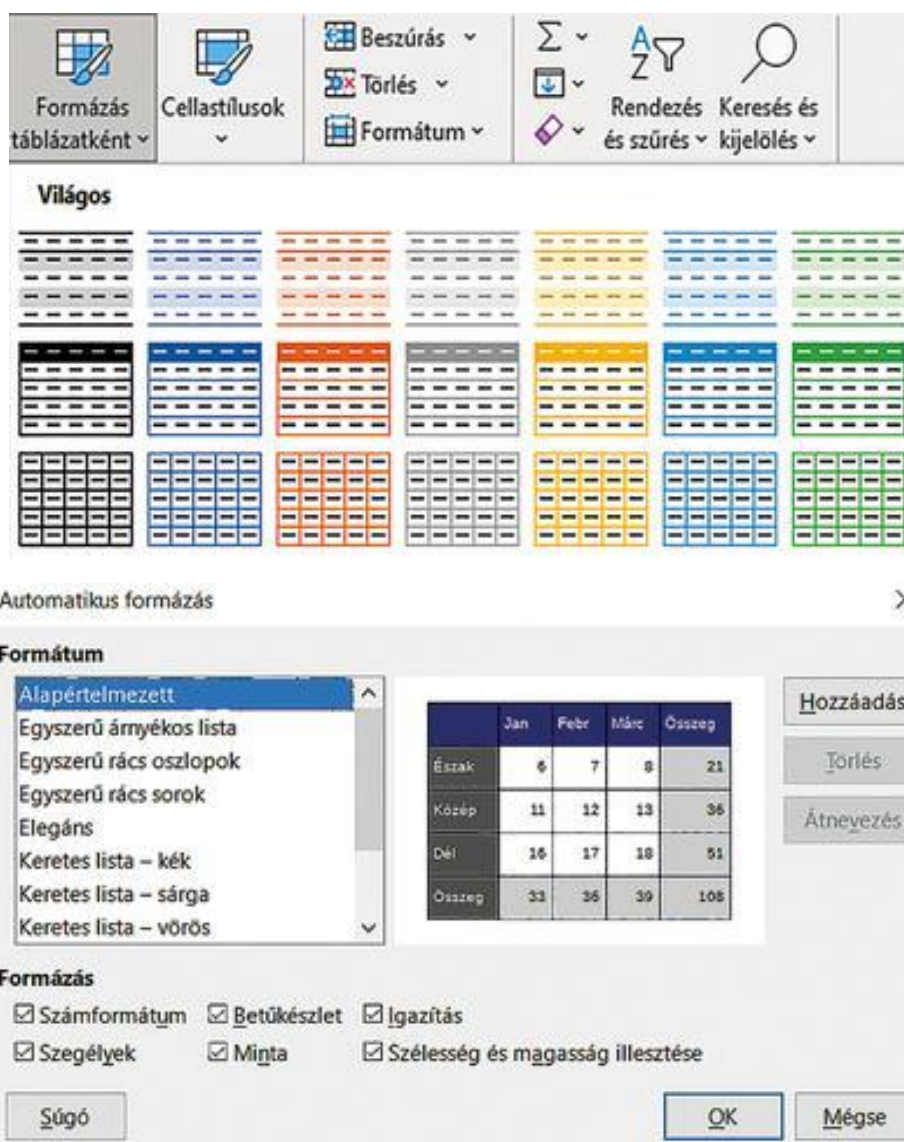 Beszúrás
Törlés
Formátum
Formázás
táblázatként
Cellastílusok
Rendezés
és szűrés
Keresés és
kijelölés
Világos
Automatikus formázás
Formátum
Alapértelmezett
Egyszerű árnyékos lista
Egyszerű rács oszlopok
Egyszerű rács sorok
Elegáns
Keretes lista – kék
Keretes lista – sárga
Keretes lista – vörös
Jan Febr Márc Összeg
Észak 6 7 8 21
Közép 11 12 13 36
Dél 16 17 18 51
Összeg 33 36 39 108
Hozzáadás
Törlés
Átnevezés
Formázás
Számformátum Betűkészlet Igazítás
Szegélyek Minta Szélesség és magasság illesztése
Súgó OK Mégse